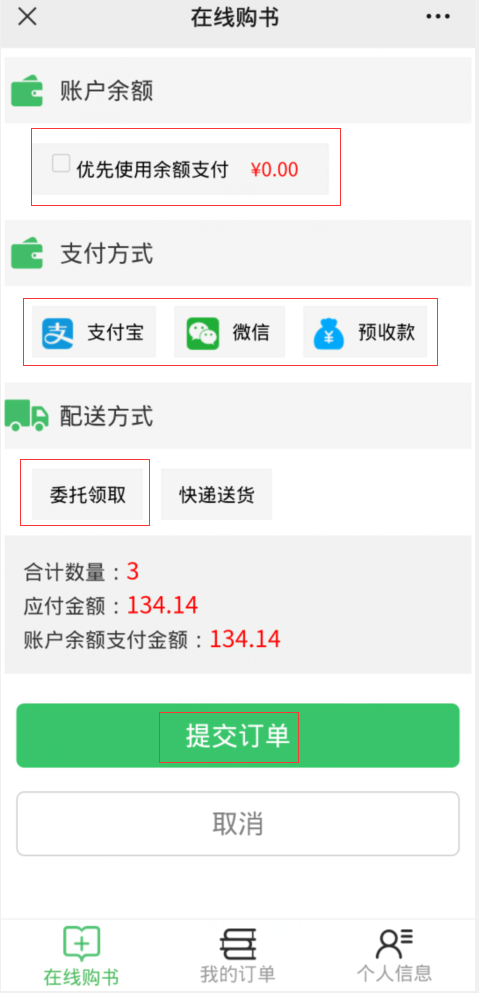 在线购书
账户余额
优先使用余额支付 ¥0.00
支付方式
支付宝 微信 预收款
配送方式
委托领取 快递送货
合计数量：3
应付金额：134.14
账户余额支付金额：134.14
提交订单
取消
在线购书 我的订单 个人信息